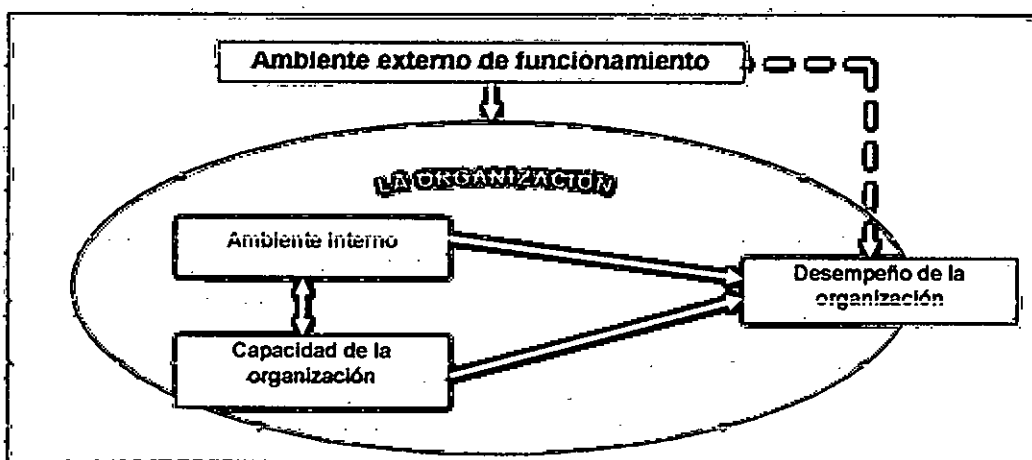 Ambiente externo de funcionamiento
LA ORGANIZACIÓN
Ambiente interno
Desempeño de la
organización
Capacidad de la
organización